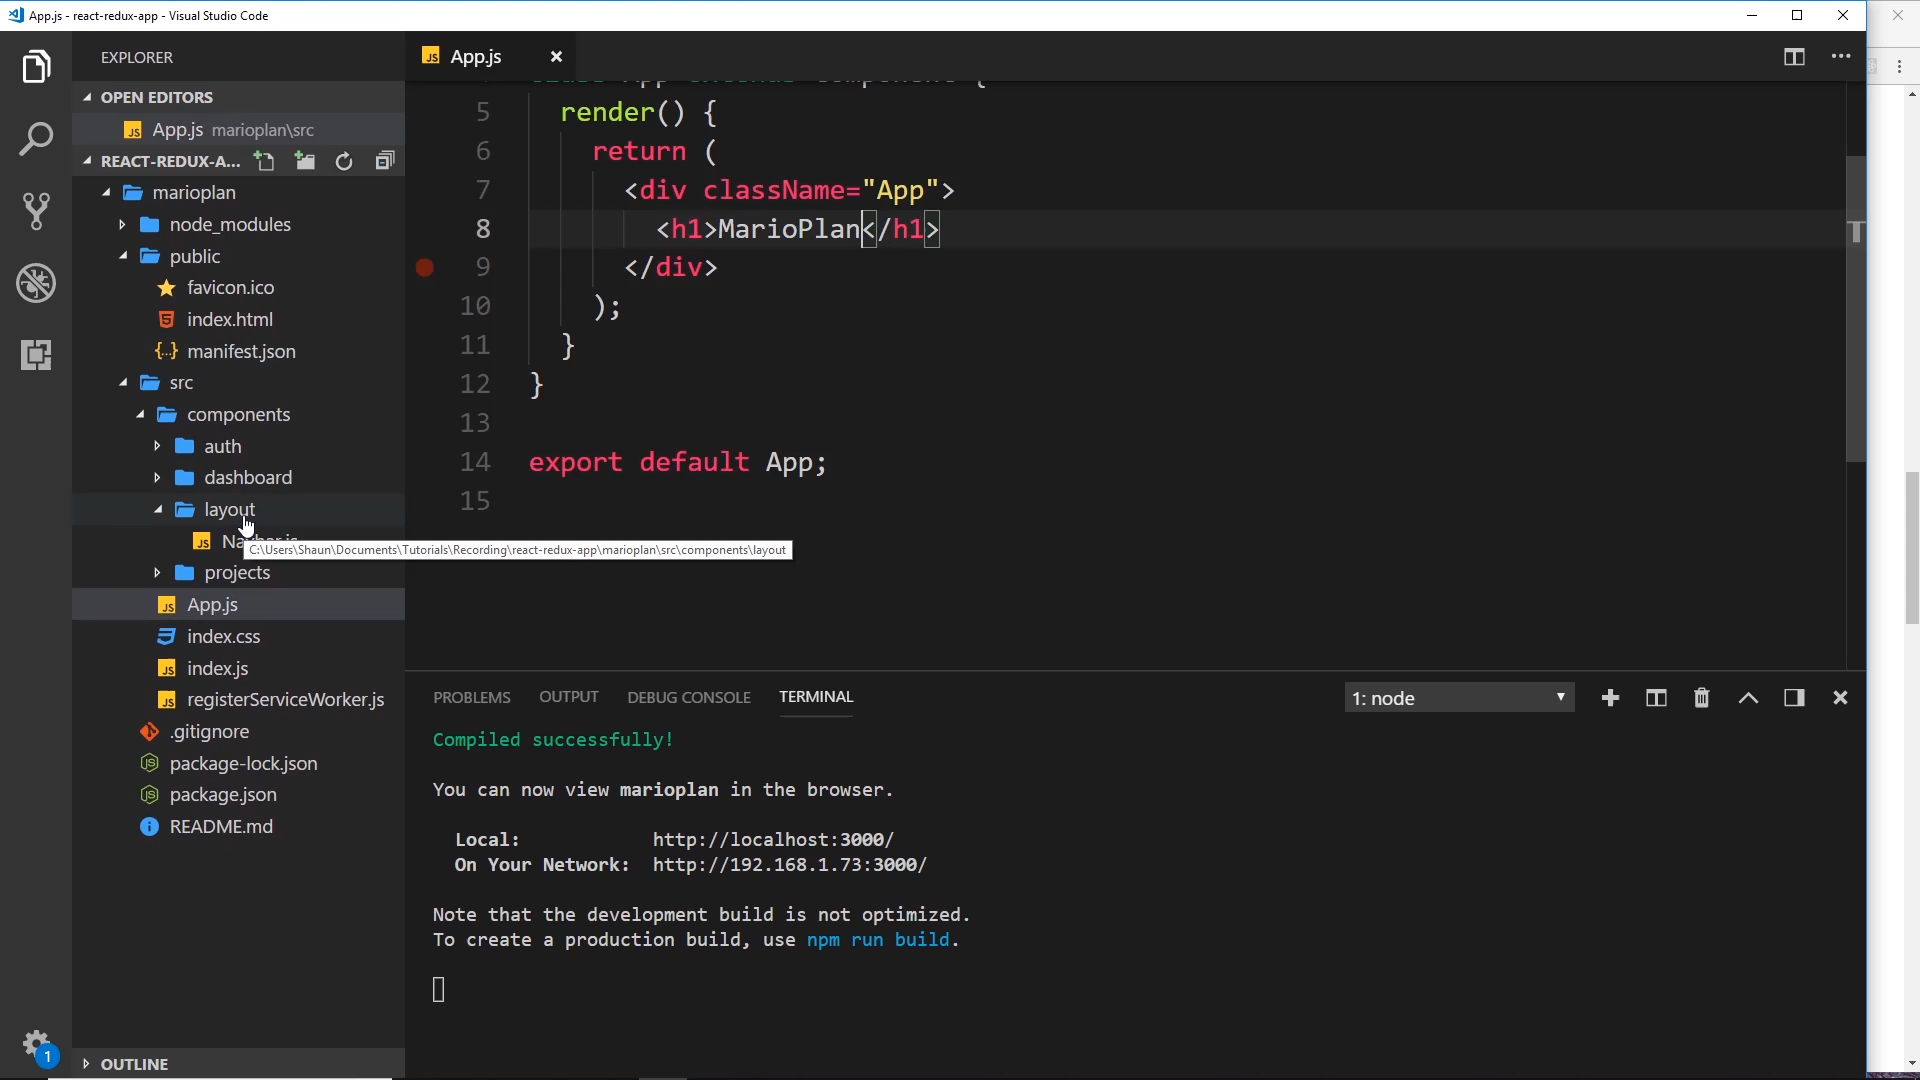 App.js - react-redux-app - Visual Studio Code
EXPLORER
OPEN EDITORS
App.js marioplan\src
REACT-REDUX-A...
marioplan
node_modules
public
favicon.ico
index.html
manifest.json
src
components
auth
dashboard
layout
C:\Users\Shaun\Documents\Tutorials\Recording\react-redux-app\marioplan\src\components\layout
projects
App.js
index.css
index.js
registerServiceWorker.js
.gitignore
package-lock.json
package.json
README.md
OUTLINE
1
App.js
5 render() {
6 return (
7 <div className="App">
8 <h1>MarioPlan</h1>
9 </div>
10 );
11 }
12 }
13
14 export default App;
15
PROBLEMS OUTPUT DEBUG CONSOLE TERMINAL
1: node
Compiled successfully!
You can now view marioplan in the browser.
Local: http://localhost:3000/
On Your Network: http://192.168.1.73:3000/
Note that the development build is not optimized.
To create a production build, use npm run build.